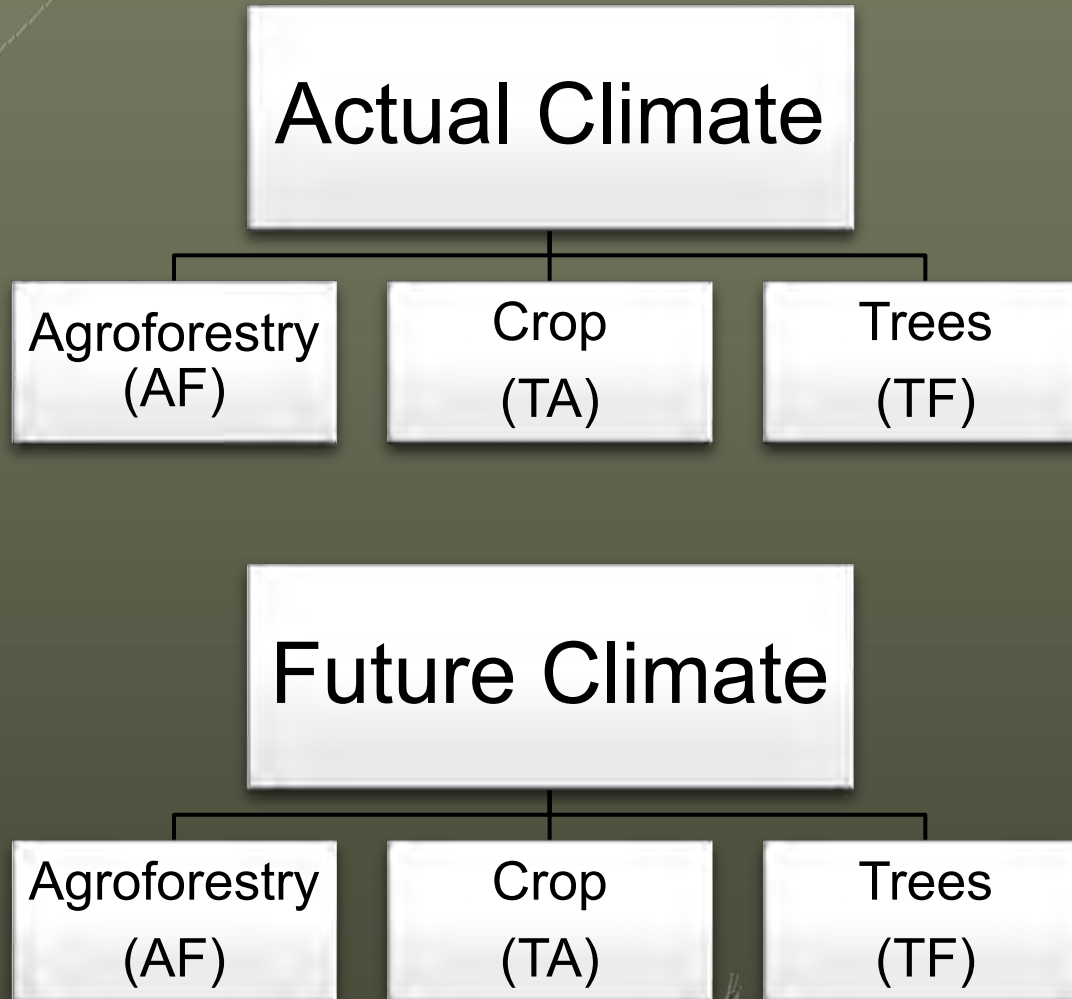 Actual Climate
Agroforestry
(AF)
Crop
(TA)
Trees
(TF)
Future Climate
Agroforestry
(AF)
Crop
(TA)
Trees
(TF)